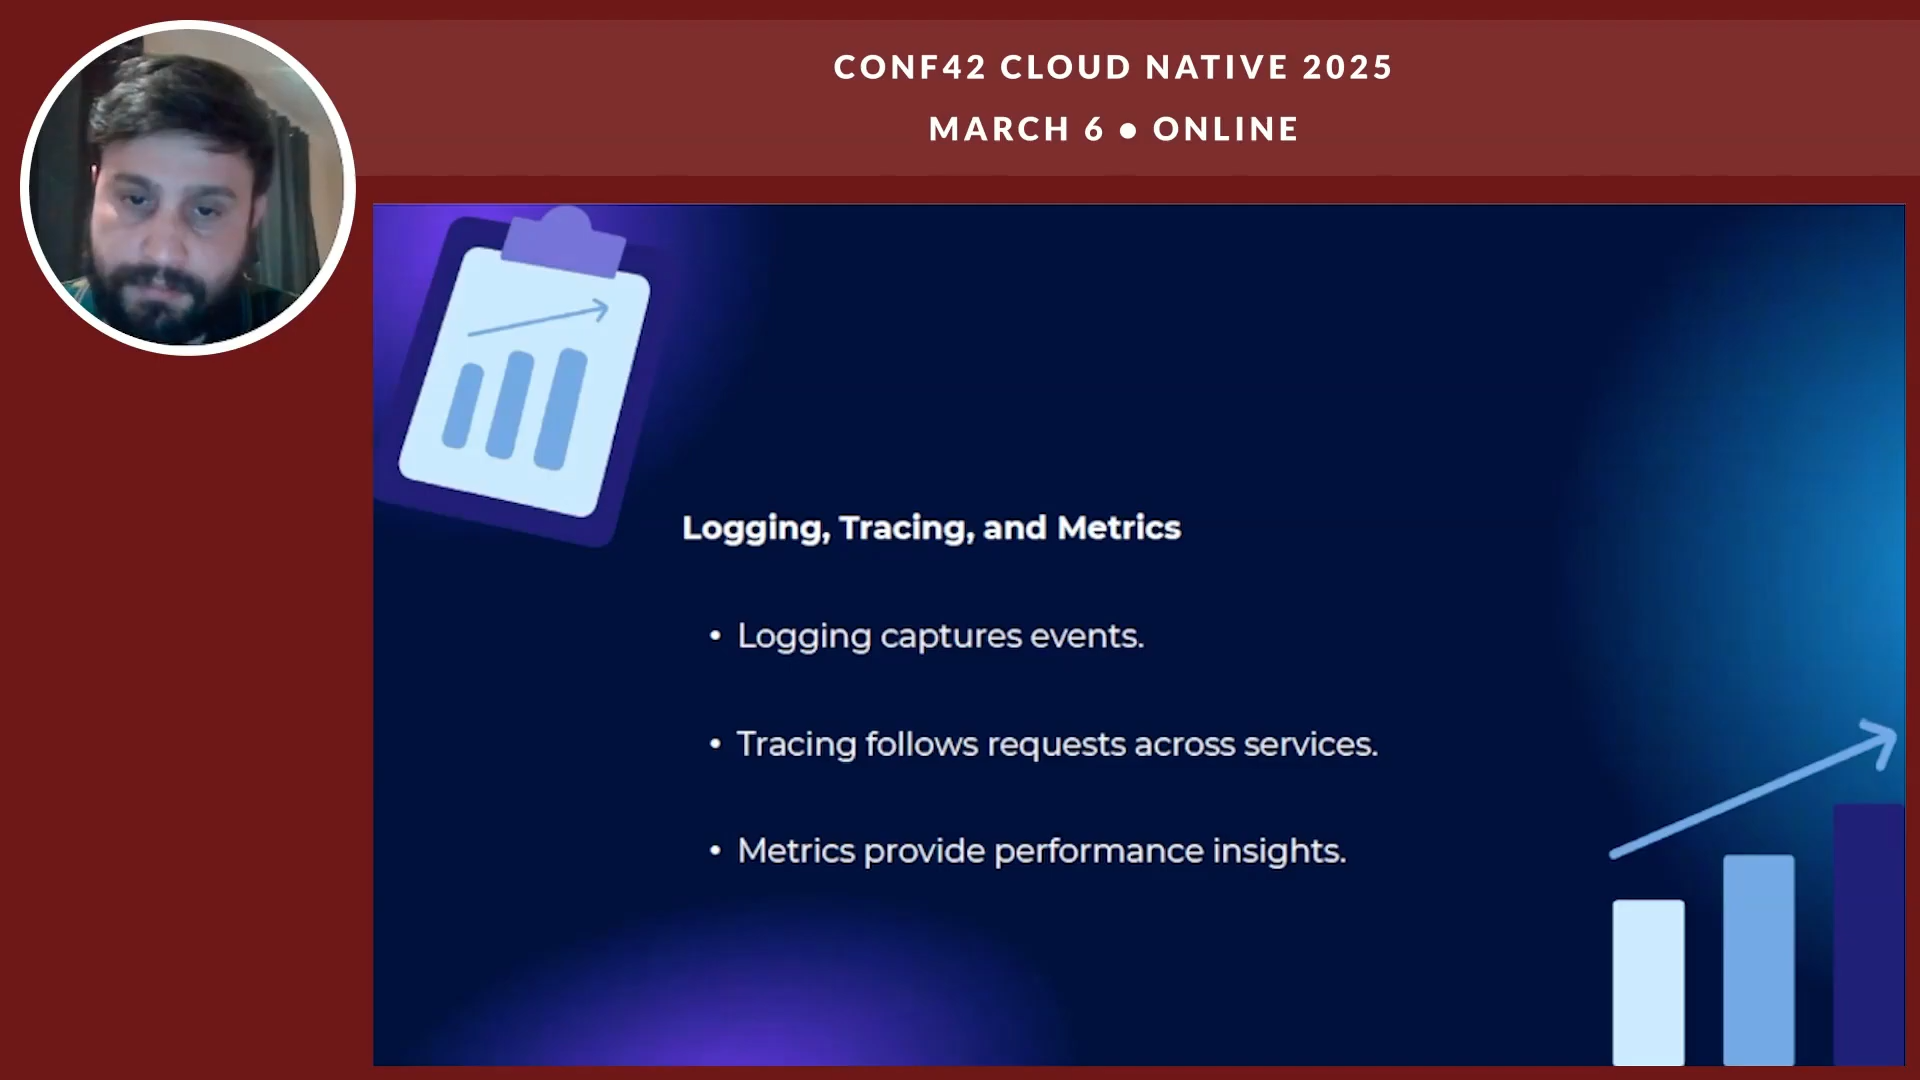 CONF42 CLOUD NATIVE 2025
MARCH 6 ● ONLINE
Logging, Tracing, and Metrics
• Logging captures events.
• Tracing follows requests across services.
• Metrics provide performance insights.